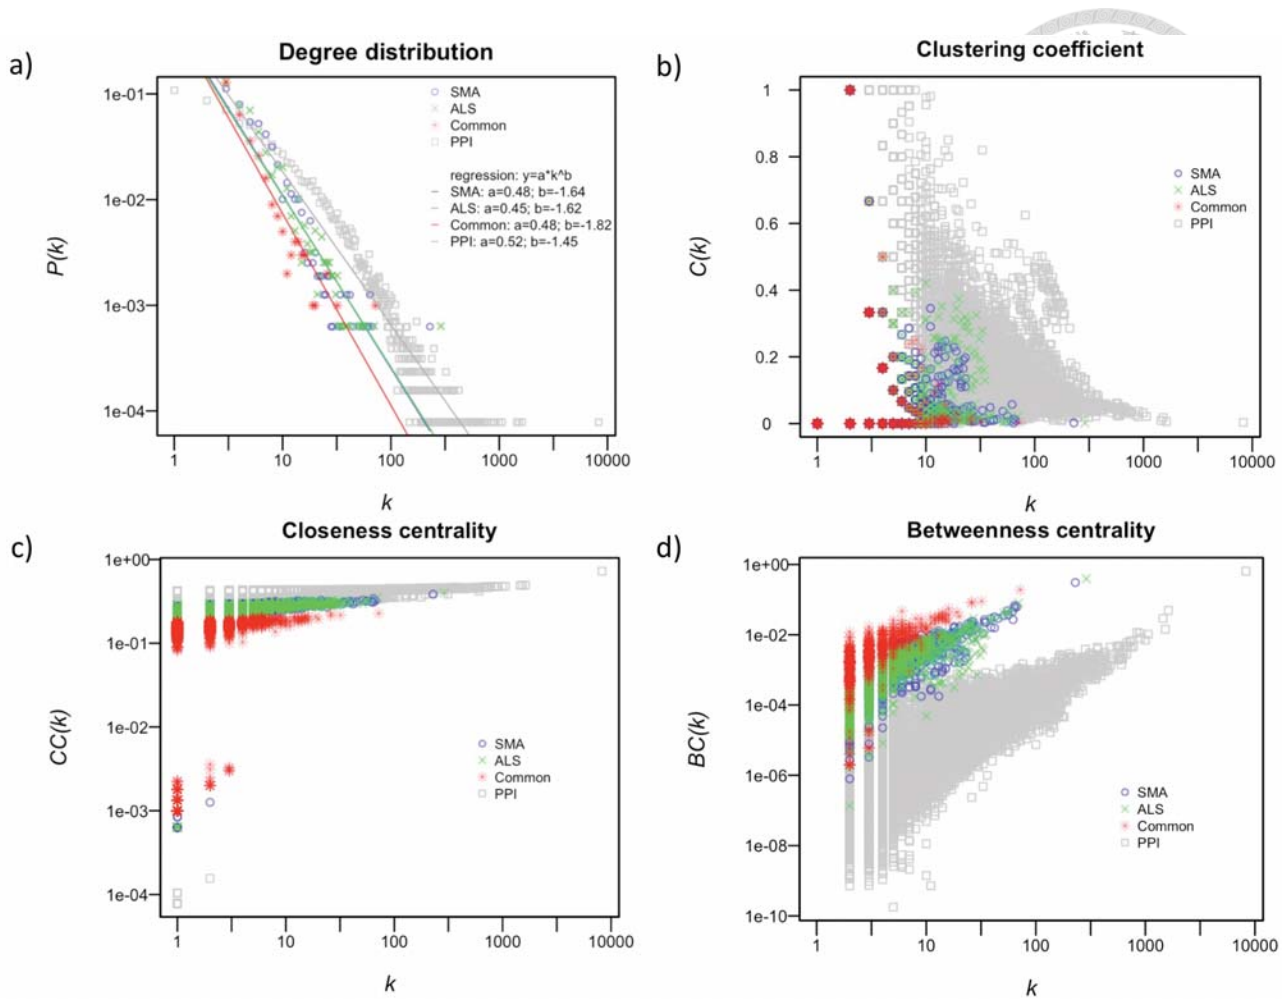 a)
Degree distribution
P(k)
1e-01
1e-02
1e-03
1e-04
SMA
ALS
Common
PPI
regression: y=a*k^b
SMA: a=0.48; b=-1.64
ALS: a=0.45; b=-1.62
Common: a=0.48; b=-1.82
PPI: a=0.52; b=-1.45
1 10 100 1000 10000
k
b)
Clustering coefficient
C(k)
1
0.8
0.6
0.4
0.2
0
SMA
ALS
Common
PPI
1 10 100 1000 10000
k
c)
Closeness centrality
CC(k)
1e+00
1e-01
1e-02
1e-03
1e-04
SMA
ALS
Common
PPI
1 10 100 1000 10000
k
d)
Betweenness centrality
BC(k)
1e+00
1e-02
1e-04
1e-06
1e-08
1e-10
SMA
ALS
Common
PPI
1 10 100 1000 10000
k